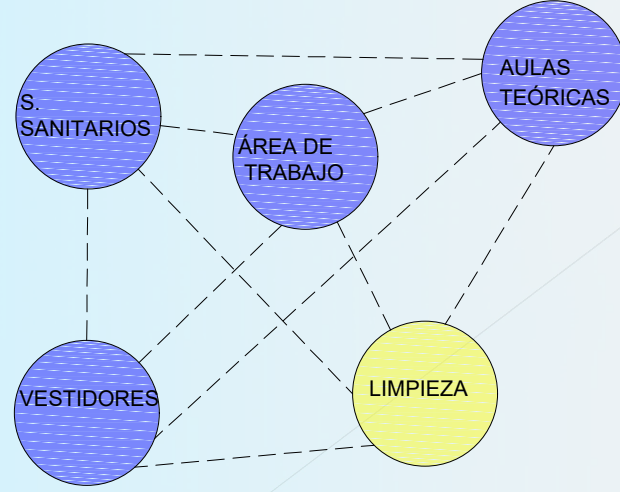 S.
SANITARIOS
ÁREA DE
TRABAJO
AULAS
TEÓRICAS
VESTIDORES
LIMPIEZA